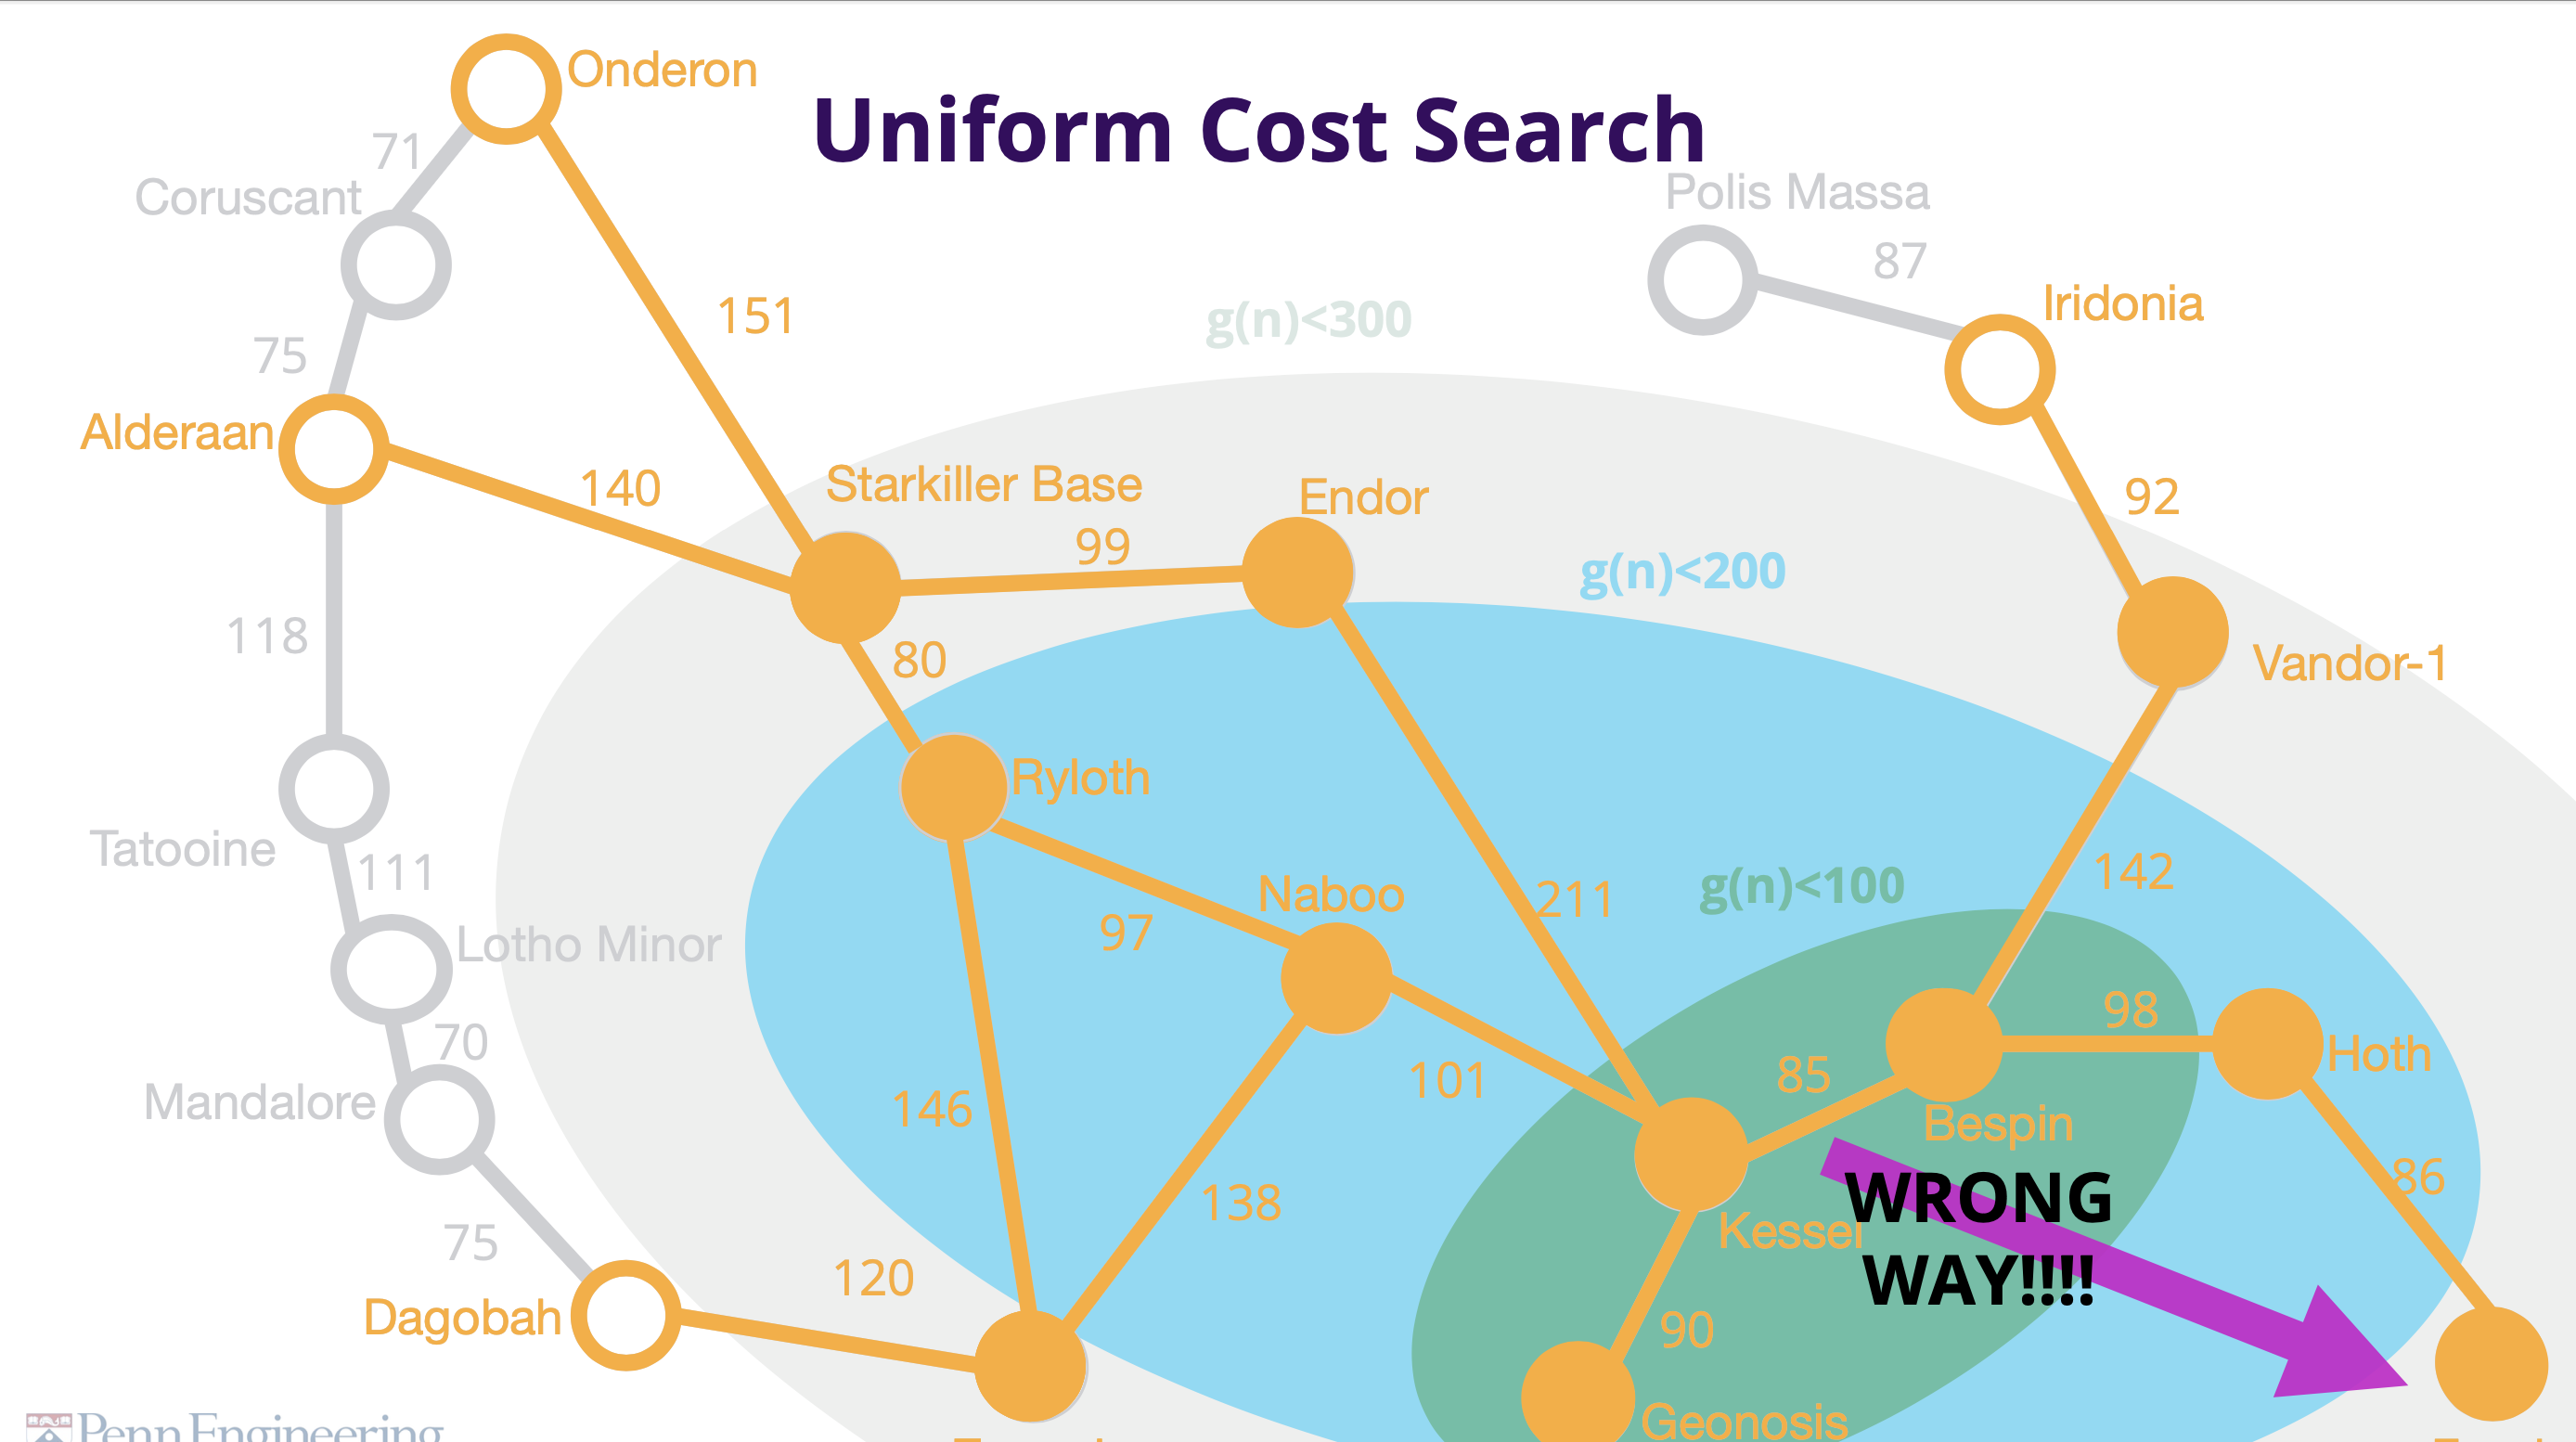 Onderon
Uniform Cost Search
71
Coruscant
Polis Massa
87
Iridonia
151
g(n)<300
75
Alderaan
140
Starkiller Base
Endor
92
99
g(n)<200
118
80
Vandor-1
Ryloth
Tatooine
111
Naboo
211
g(n)<100
142
97
Lotho Minor
98
70
Hoth
146
101
85
Mandalore
Bespin
86
WRONG
WAY!!!!
138
Kessel
75
120
Dagobah
90
Geonosis
Penn Engineering